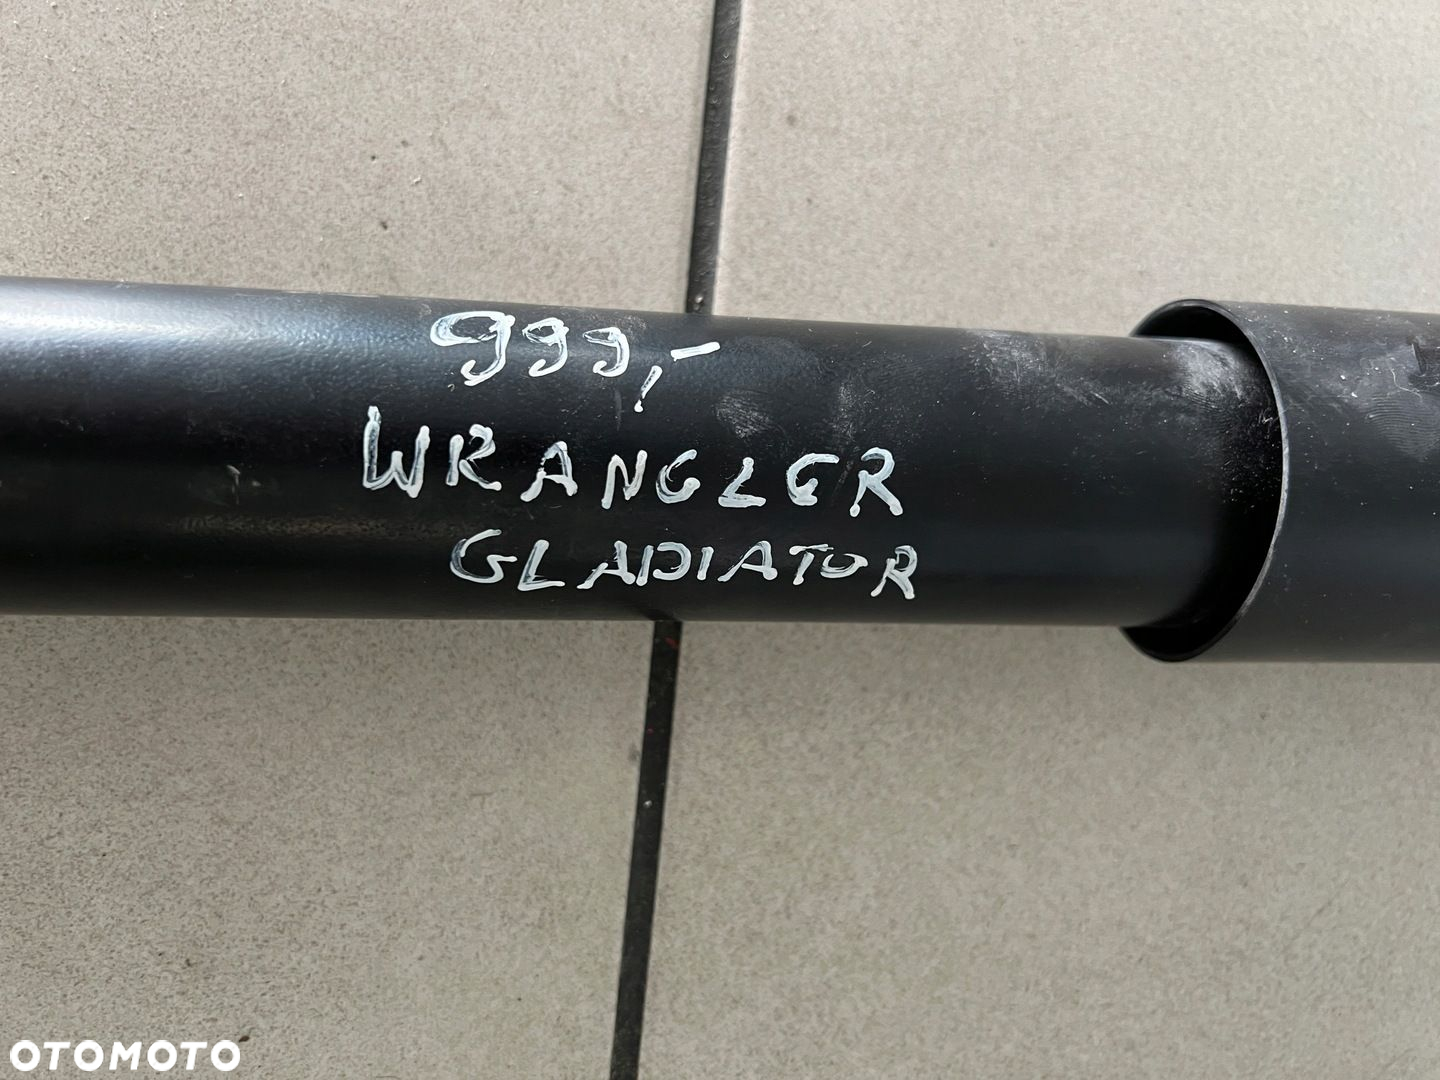 999,-
WRANGLER
GLADIATOR
OTOMOTO